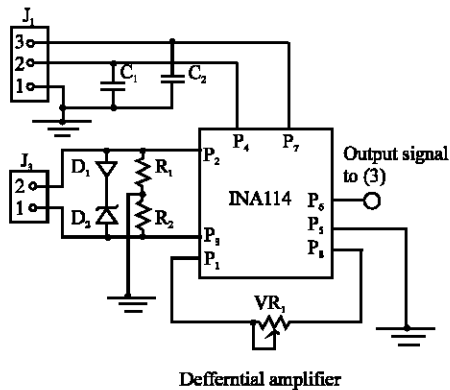 J1
3
2
1
C1
C2
P4
P7
J3
2
1
D1
D2
R1
R2
P2
INA114
P3
P1
P6
P5
P8
Output signal
to (3)
VR1
Defferntial amplifier